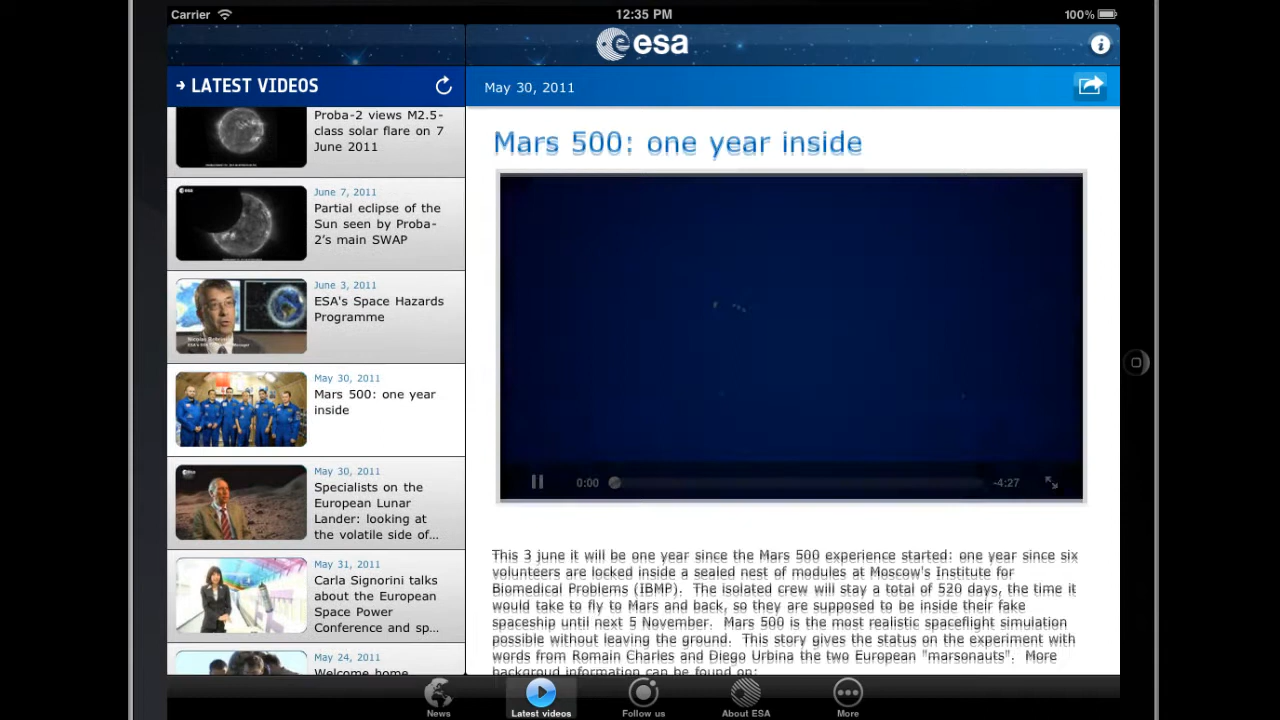 Carrier
12:35 PM
100%
esa
→ LATEST VIDEOS
May 30, 2011
Proba-2 views M2.5-
class solar flare on 7
June 2011
June 7, 2011
Partial eclipse of the
Sun seen by Proba-
2's main SWAP
June 3, 2011
ESA's Space Hazards
Programme
May 30, 2011
Mars 500: one year
inside
May 30, 2011
Specialists on the
European Lunar
Lander: looking at
the volatile side of...
May 31, 2011
Carla Signorini talks
about the European
Space Power
Conference and sp...
May 24, 2011
Welcome home
Mars 500: one year inside
0:00
-4:27
This 3 june it will be one year since the Mars 500 experience started: one year since six
volunteers are locked inside a sealed nest of modules at Moscow's Institute for
Biomedical Problems (IBMP). The isolated crew will stay a total of 520 days, the time it
would take to fly to Mars and back, so they are supposed to be inside their fake
spaceship until next 5 November. Mars 500 is the most realistic spaceflight simulation
possible without leaving the ground. This story gives the status on the experiment with
words from Romain Charles and Diego Urbina the two European "marsonauts". More
backgroud information can be found on:
News
Latest videos
Follow us
About ESA
More